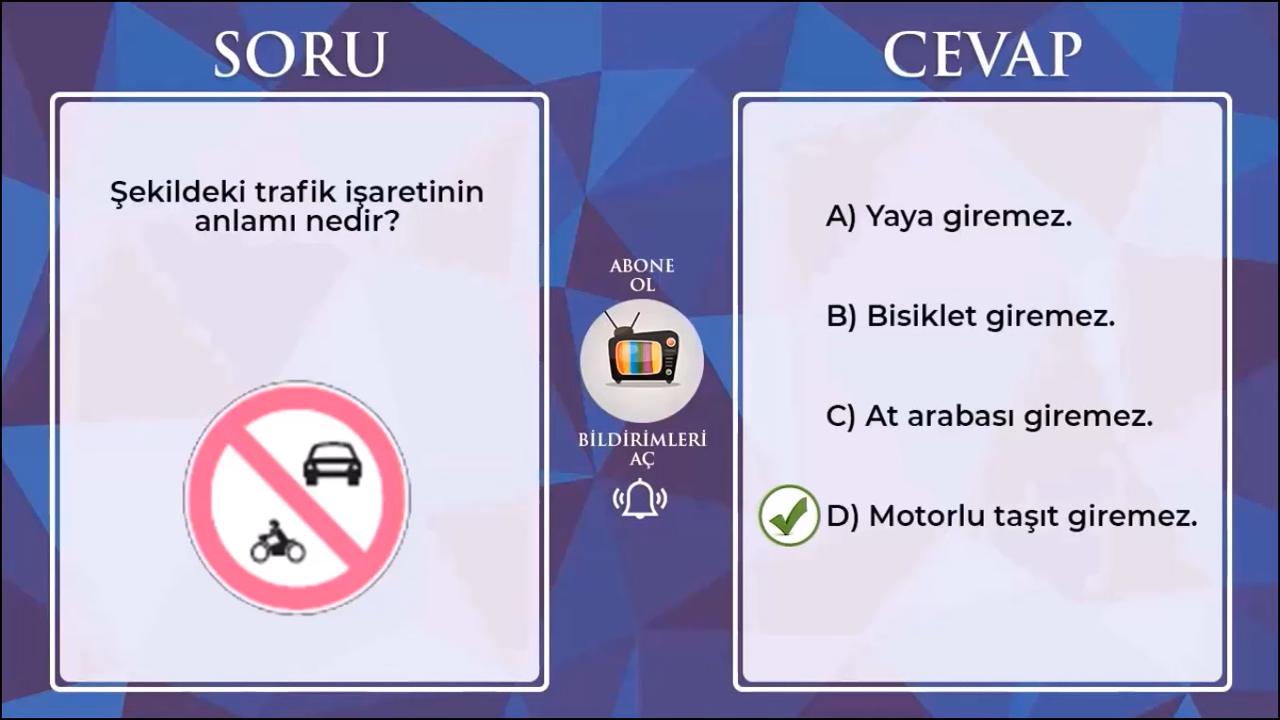 SORU
Şekildeki trafik işaretinin
anlamı nedir?
ABONE
OL
BİLDİRİMLERİ
AÇ
CEVAP
A) Yaya giremez.
B) Bisiklet giremez.
C) At arabası giremez.
D) Motorlu taşıt giremez.